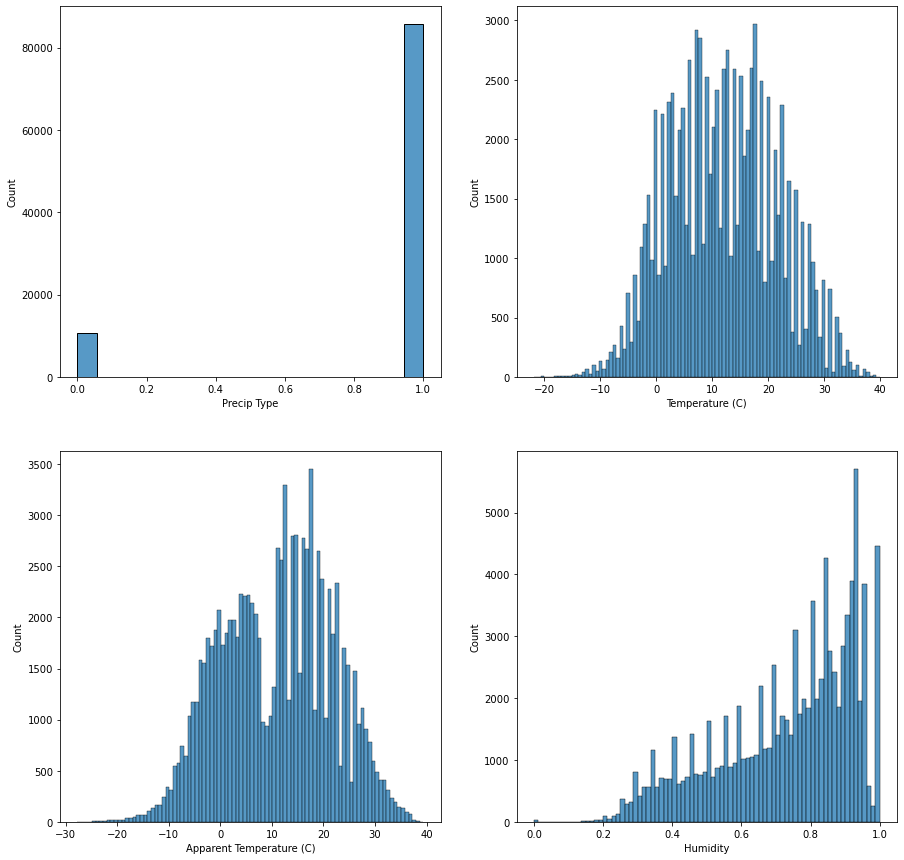 80000
60000
40000
20000
0
Count
0.0 0.2 0.4 0.6 0.8 1.0
Precip Type
3000
2500
2000
1500
1000
500
0
Count
−20 −10 0 10 20 30 40
Temperature (C)
3500
3000
2500
2000
1500
1000
500
0
Count
−30 −20 −10 0 10 20 30 40
Apparent Temperature (C)
5000
4000
3000
2000
1000
0
Count
0.0 0.2 0.4 0.6 0.8 1.0
Humidity